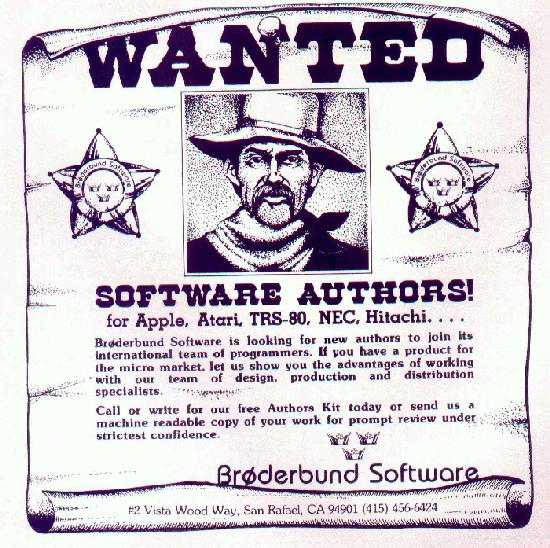 WANTED
Brøderbund Software
Brøderbund Software
SOFTWARE AUTHORS!
for Apple, Atari, TRS-80, NEC, Hitachi. . . .
Brøderbund Software is looking for new authors to join its
international team of programmers. If you have a product for
the micro market, let us show you the advantages of working
with our team of design, production and distribution
specialists.
Call or write for our free Authors Kit today or send us a
machine readable copy of your work for prompt review under
strictest confidence.
Brøderbund Software
#2 Vista Wood Way, San Rafael, CA 94901 (415) 456-6424